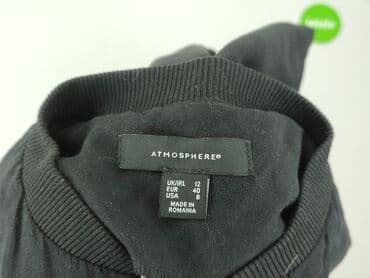 ATMOSPHERE®
UK/IRL 12
EUR 40
USA 8
MADE IN
ROMANIA